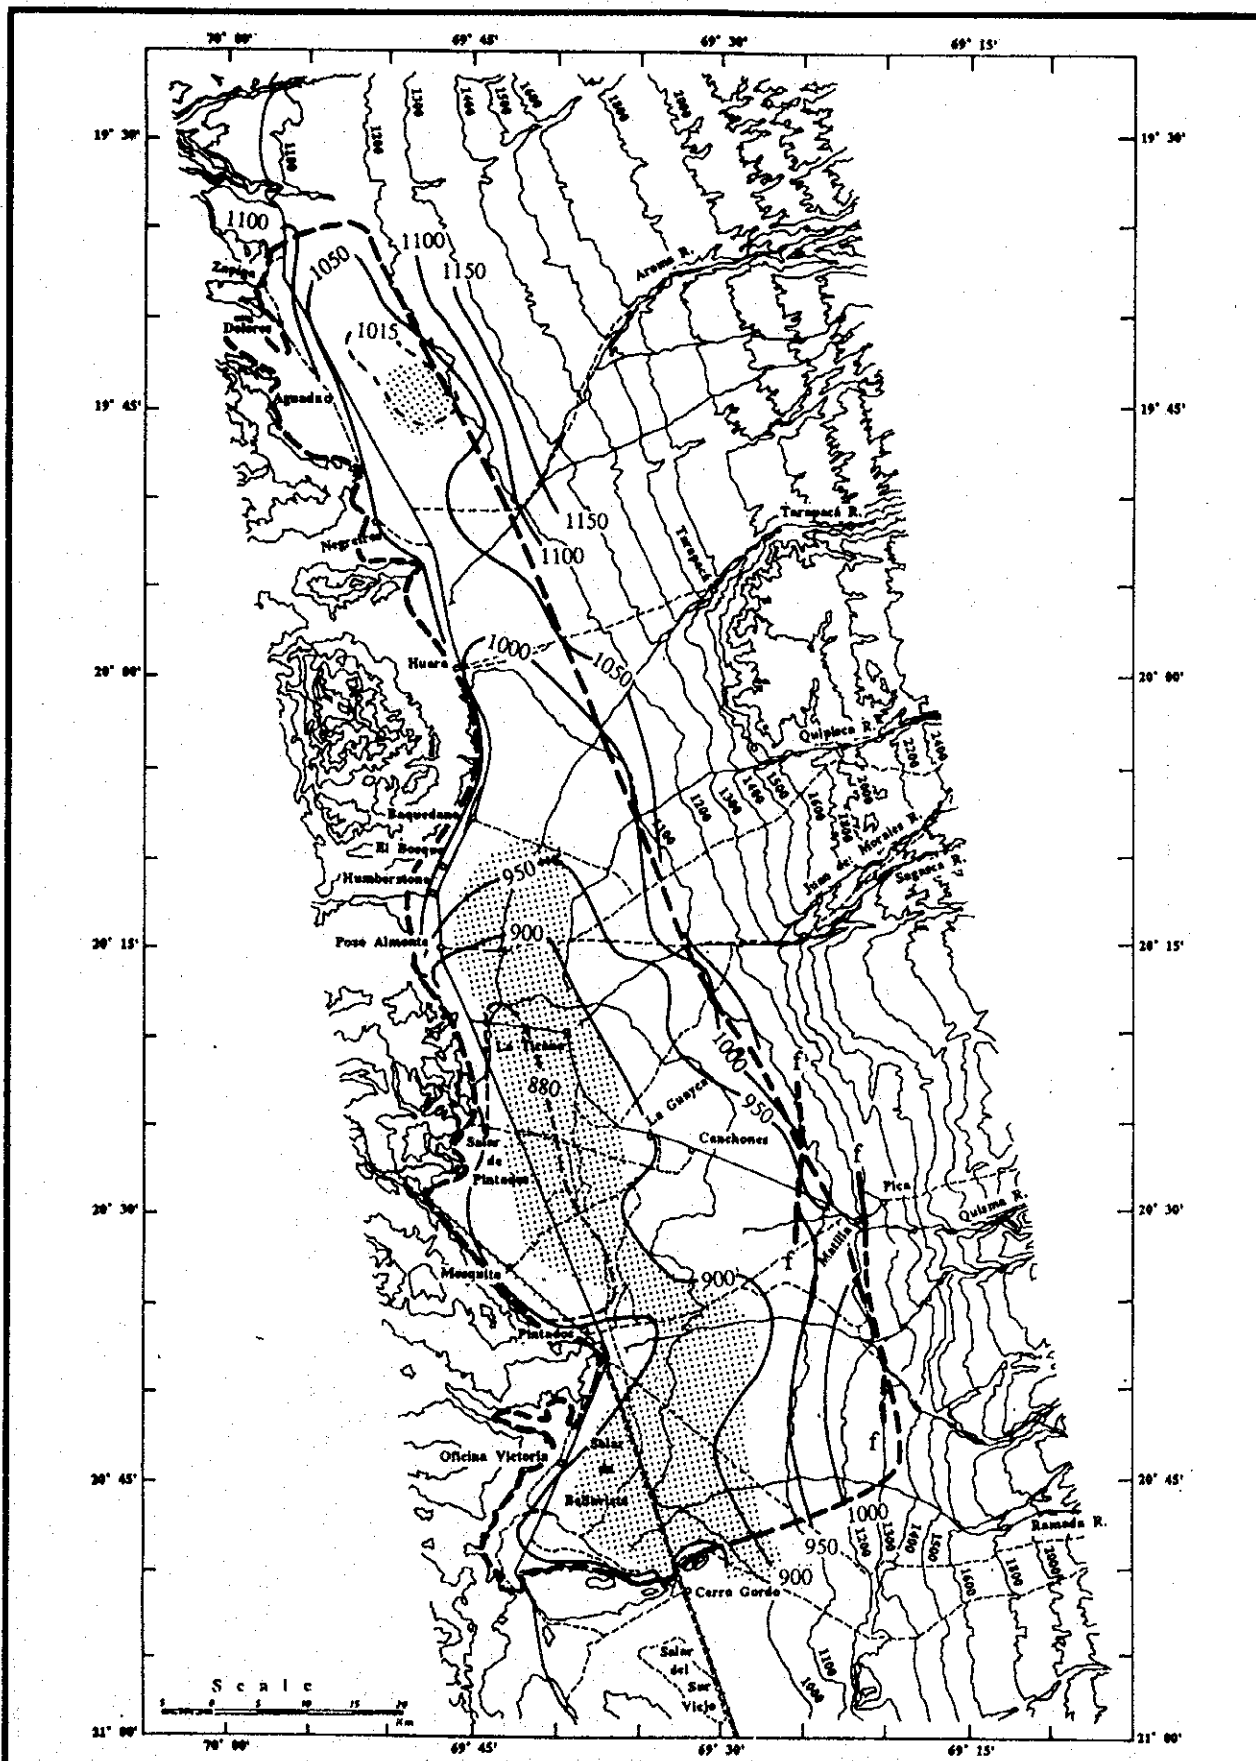 70° 00'
69° 45'
69° 30'
69° 15'
19° 30'
19° 30'
1100
1200
1300
1400
1500
1600
1800
2000
1100
1050
1100
1150
Aroma R.
Zapiga
Dolores
1015
19° 45'
19° 45'
Negreiros
1150
1100
Tarapacá
Tarapacá R.
Huara
1000
1050
20° 00'
20° 00'
Quipisca R.
2200
2400
1100
1200
1300
1400
1500
1600
1800
2000
Baquedano
El Bosque
Humberstone
Juan de Morales R.
Sagasca R.
950
Pozo Almonte
900
20° 15'
20° 15'
La Tirana
880
1000
950
f
f
La Guayca
Canchones
Salar
de
Pintados
Pica
Quisma R.
20° 30'
20° 30'
f
Matilla
Mosquito
900
Pintados
Oficina Victoria
Salar
de
Bellavista
f
20° 45'
20° 45'
1000
950
900
1200
1300
1400
1500
1600
1800
2000
Ramada R.
Cerro Gordo
Salar
del
Sur
Viejo
1000
1100
Scale
5 0 5 10 15 20
Km
21° 00'
21° 00'
70° 00'
69° 45'
69° 30'
69° 15'